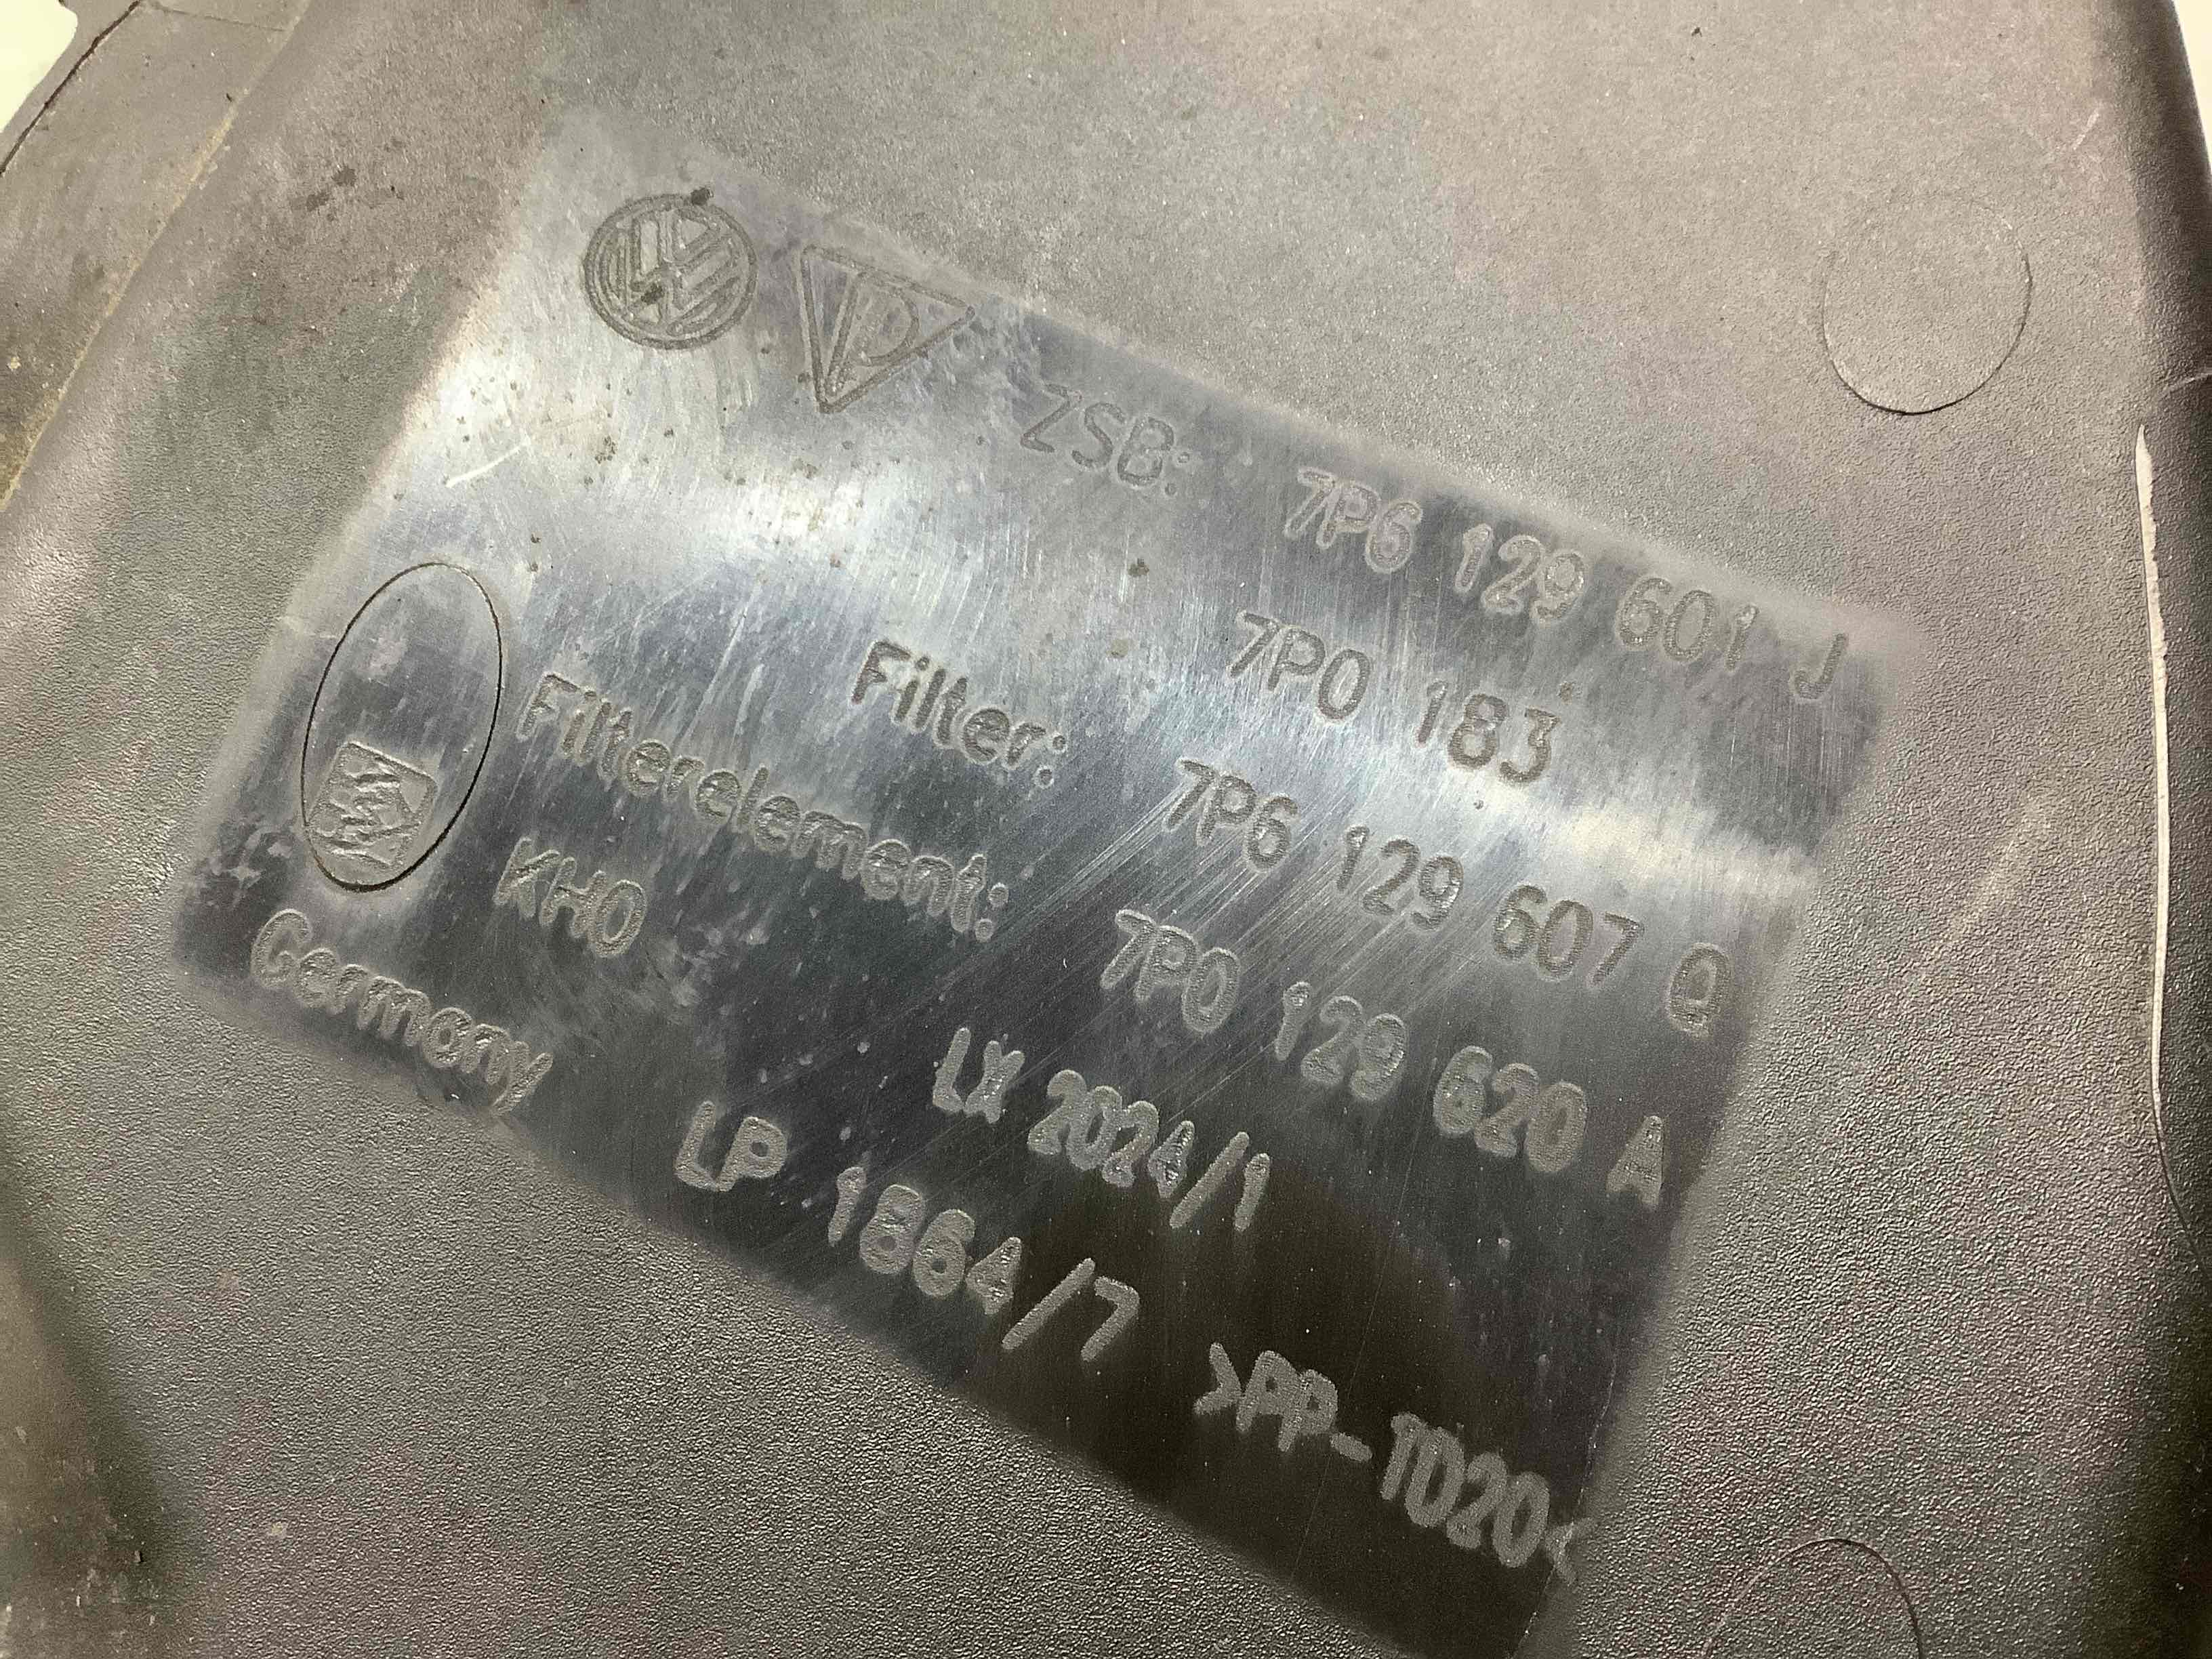 ZSB: 7P6 129 601 J
7P0 183
Filter: 7P6 129 607 Q
Filterelement: 7P0 129 620 A
KHO LX 2024/1
Germany LP 1864/7 >PP-TD20<